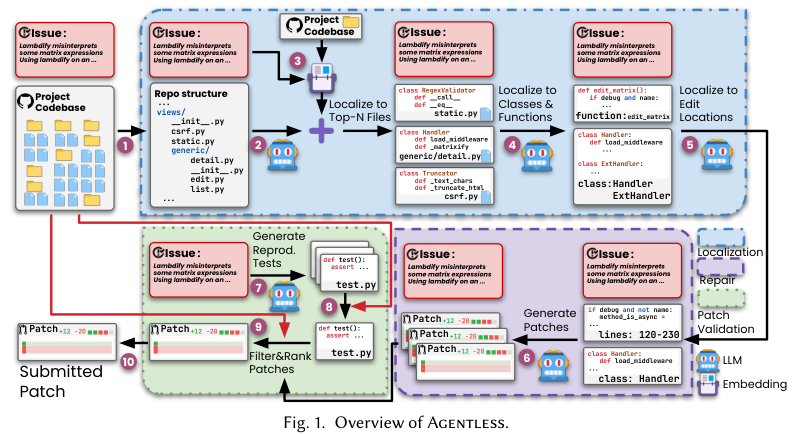 Issue:
Lambdify misinterprets
some matrix expressions
Using lambdify on an ...
Project
Codebase
1
Issue:
Lambdify misinterprets
some matrix expressions
Using lambdify on an ...
Repo structure
...
views/
__init__.py
csrf.py
static.py
generic/
detail.py
__init__.py
edit.py
list.py
...
2
Project
Codebase
3
Localize to
Top-N Files
Issue:
Lambdify misinterprets
some matrix expressions
Using lambdify on an ...
class RegexValidator
def __call__
def __eq__
static.py
class Handler
def load_middleware
def _matrixify
generic/detail.py
class Truncator
def _text_chars
def _truncate_html
csrf.py
Localize to
Classes &
Functions
4
Issue:
Lambdify misinterprets
some matrix expressions
Using lambdify on an ...
def edit_matrix():
if debug and name:
...
function:edit_matrix
class Handler:
def load_middleware
...
class ExtHandler:
...
class:Handler
ExtHandler
Localize
to Edit
Locations
5
Issue:
Lambdify misinterprets
some matrix expressions
Using lambdify on an ...
Generate
Reprod.
Tests
7
def test():
assert ...
test.py
8
def test():
assert ...
test.py
9
Filter&Rank
Patches
Patch +12 -20
10
Patch +12 -20
Submitted
Patch
Issue:
Lambdify misinterprets
some matrix expressions
Using lambdify on an ...
Issue:
Lambdify misinterprets
some matrix expressions
Using lambdify on an ...
if debug and not name:
method_is_async =
...
lines: 120-230
class Handler:
def load_middleware
...
class: Handler
Generate
Patches
6
Patch +12 -20
Patch +12 -20
Patch +12 -20
Localization
Repair
Patch
Validation
LLM
Embedding
Fig. 1. Overview of AGENTLESS.